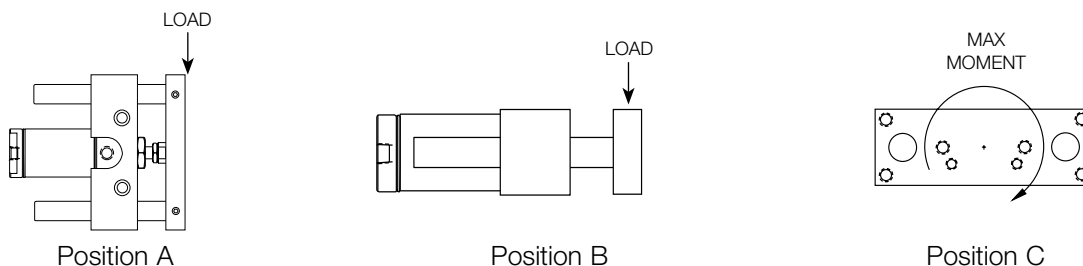 LOAD
LOAD
MAX
MOMENT
Position A
Position B
Position C